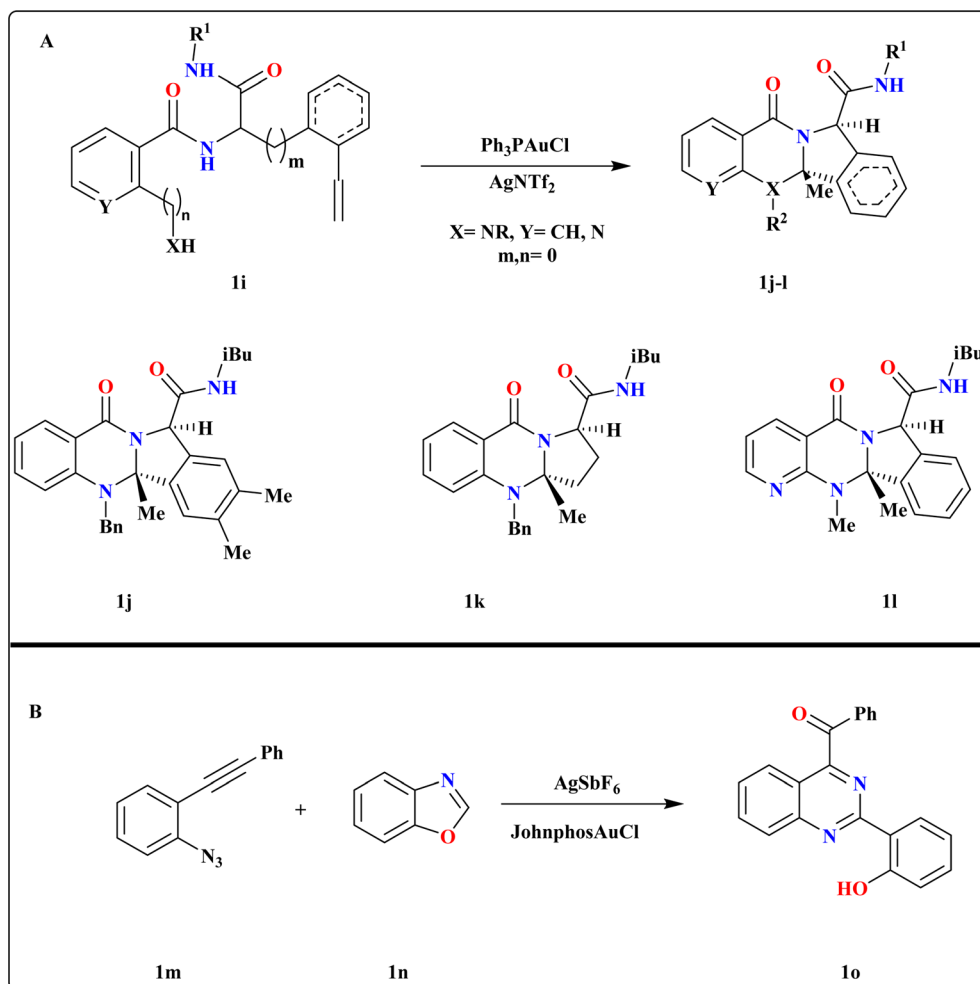 A
R¹
NH
O
O
N
H
m
Y
n
XH
1i
Ph₃PAuCl
AgNTf₂
X= NR, Y= CH, N
m,n= 0
R¹
O
NH
O
H
N
Y
X
Me
R²
1j-l
iBu
O
NH
O
H
N
N
Me
Me
Bn
Me
1j
iBu
O
NH
O
H
N
N
Me
Bn
1k
iBu
O
NH
O
H
N
N
N
Me
Me
1l
B
Ph
N₃
1m
+
N
O
1n
AgSbF₆
JohnphosAuCl
O
Ph
N
N
HO
1o